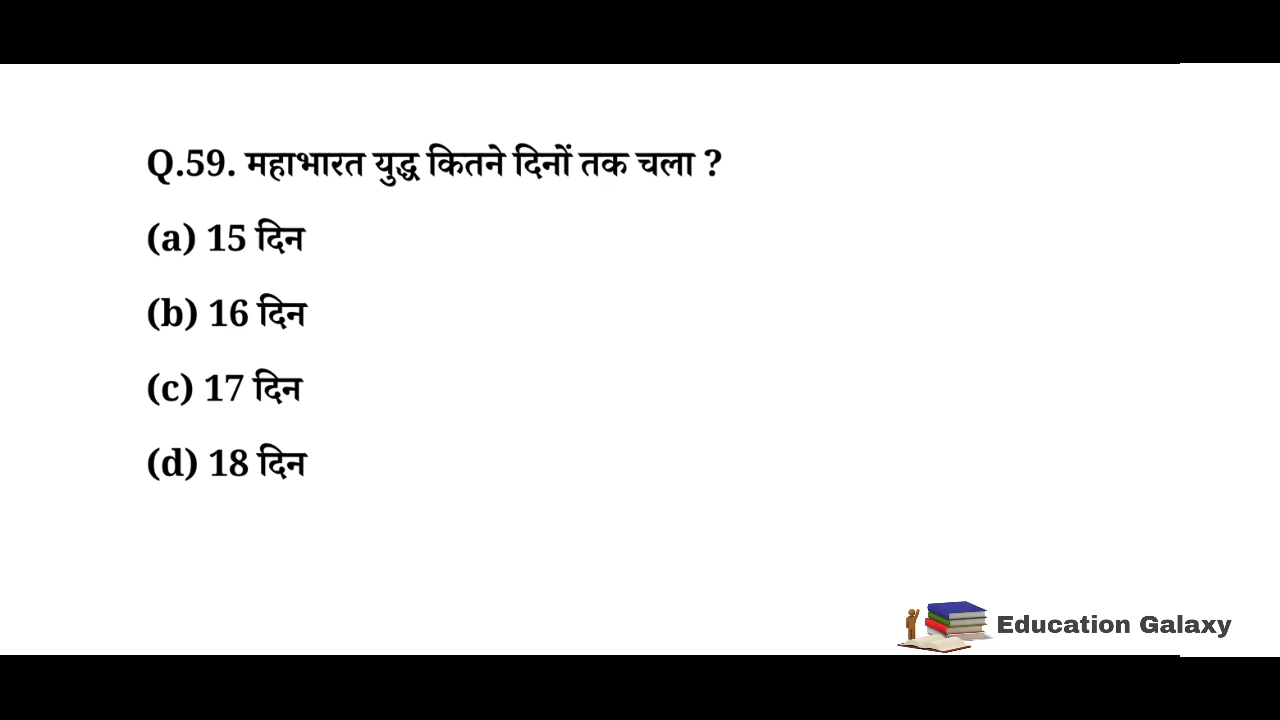 Q.59. महाभारत युद्ध कितने दिनों तक चला ?
(a) 15 दिन
(b) 16 दिन
(c) 17 दिन
(d) 18 दिन
Education Galaxy